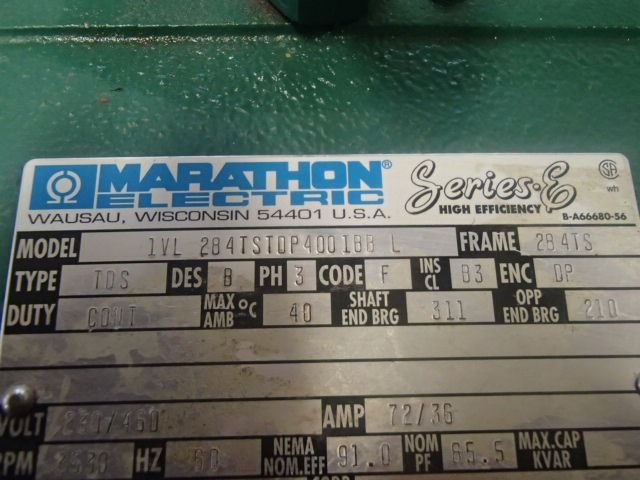 MARATHON® Series-E SA
ELECTRIC HIGH EFFICIENCY wh
WAUSAU, WISCONSIN 54401 U.S.A. B-A66680-56
MODEL 1VL 284TSTDP4001BB L FRAME 284TS
TYPE TDS DES B PH 3 CODE F INS CL B3 ENC DP
DUTY CONT MAX AMB °C 40 SHAFT END BRG 311 OPP END BRG 210
VOLT 230/460 AMP 72/36
HZ 60 NEMA NOM.EFF 91.0 NOM PF 85.5 MAX.CAP KVAR